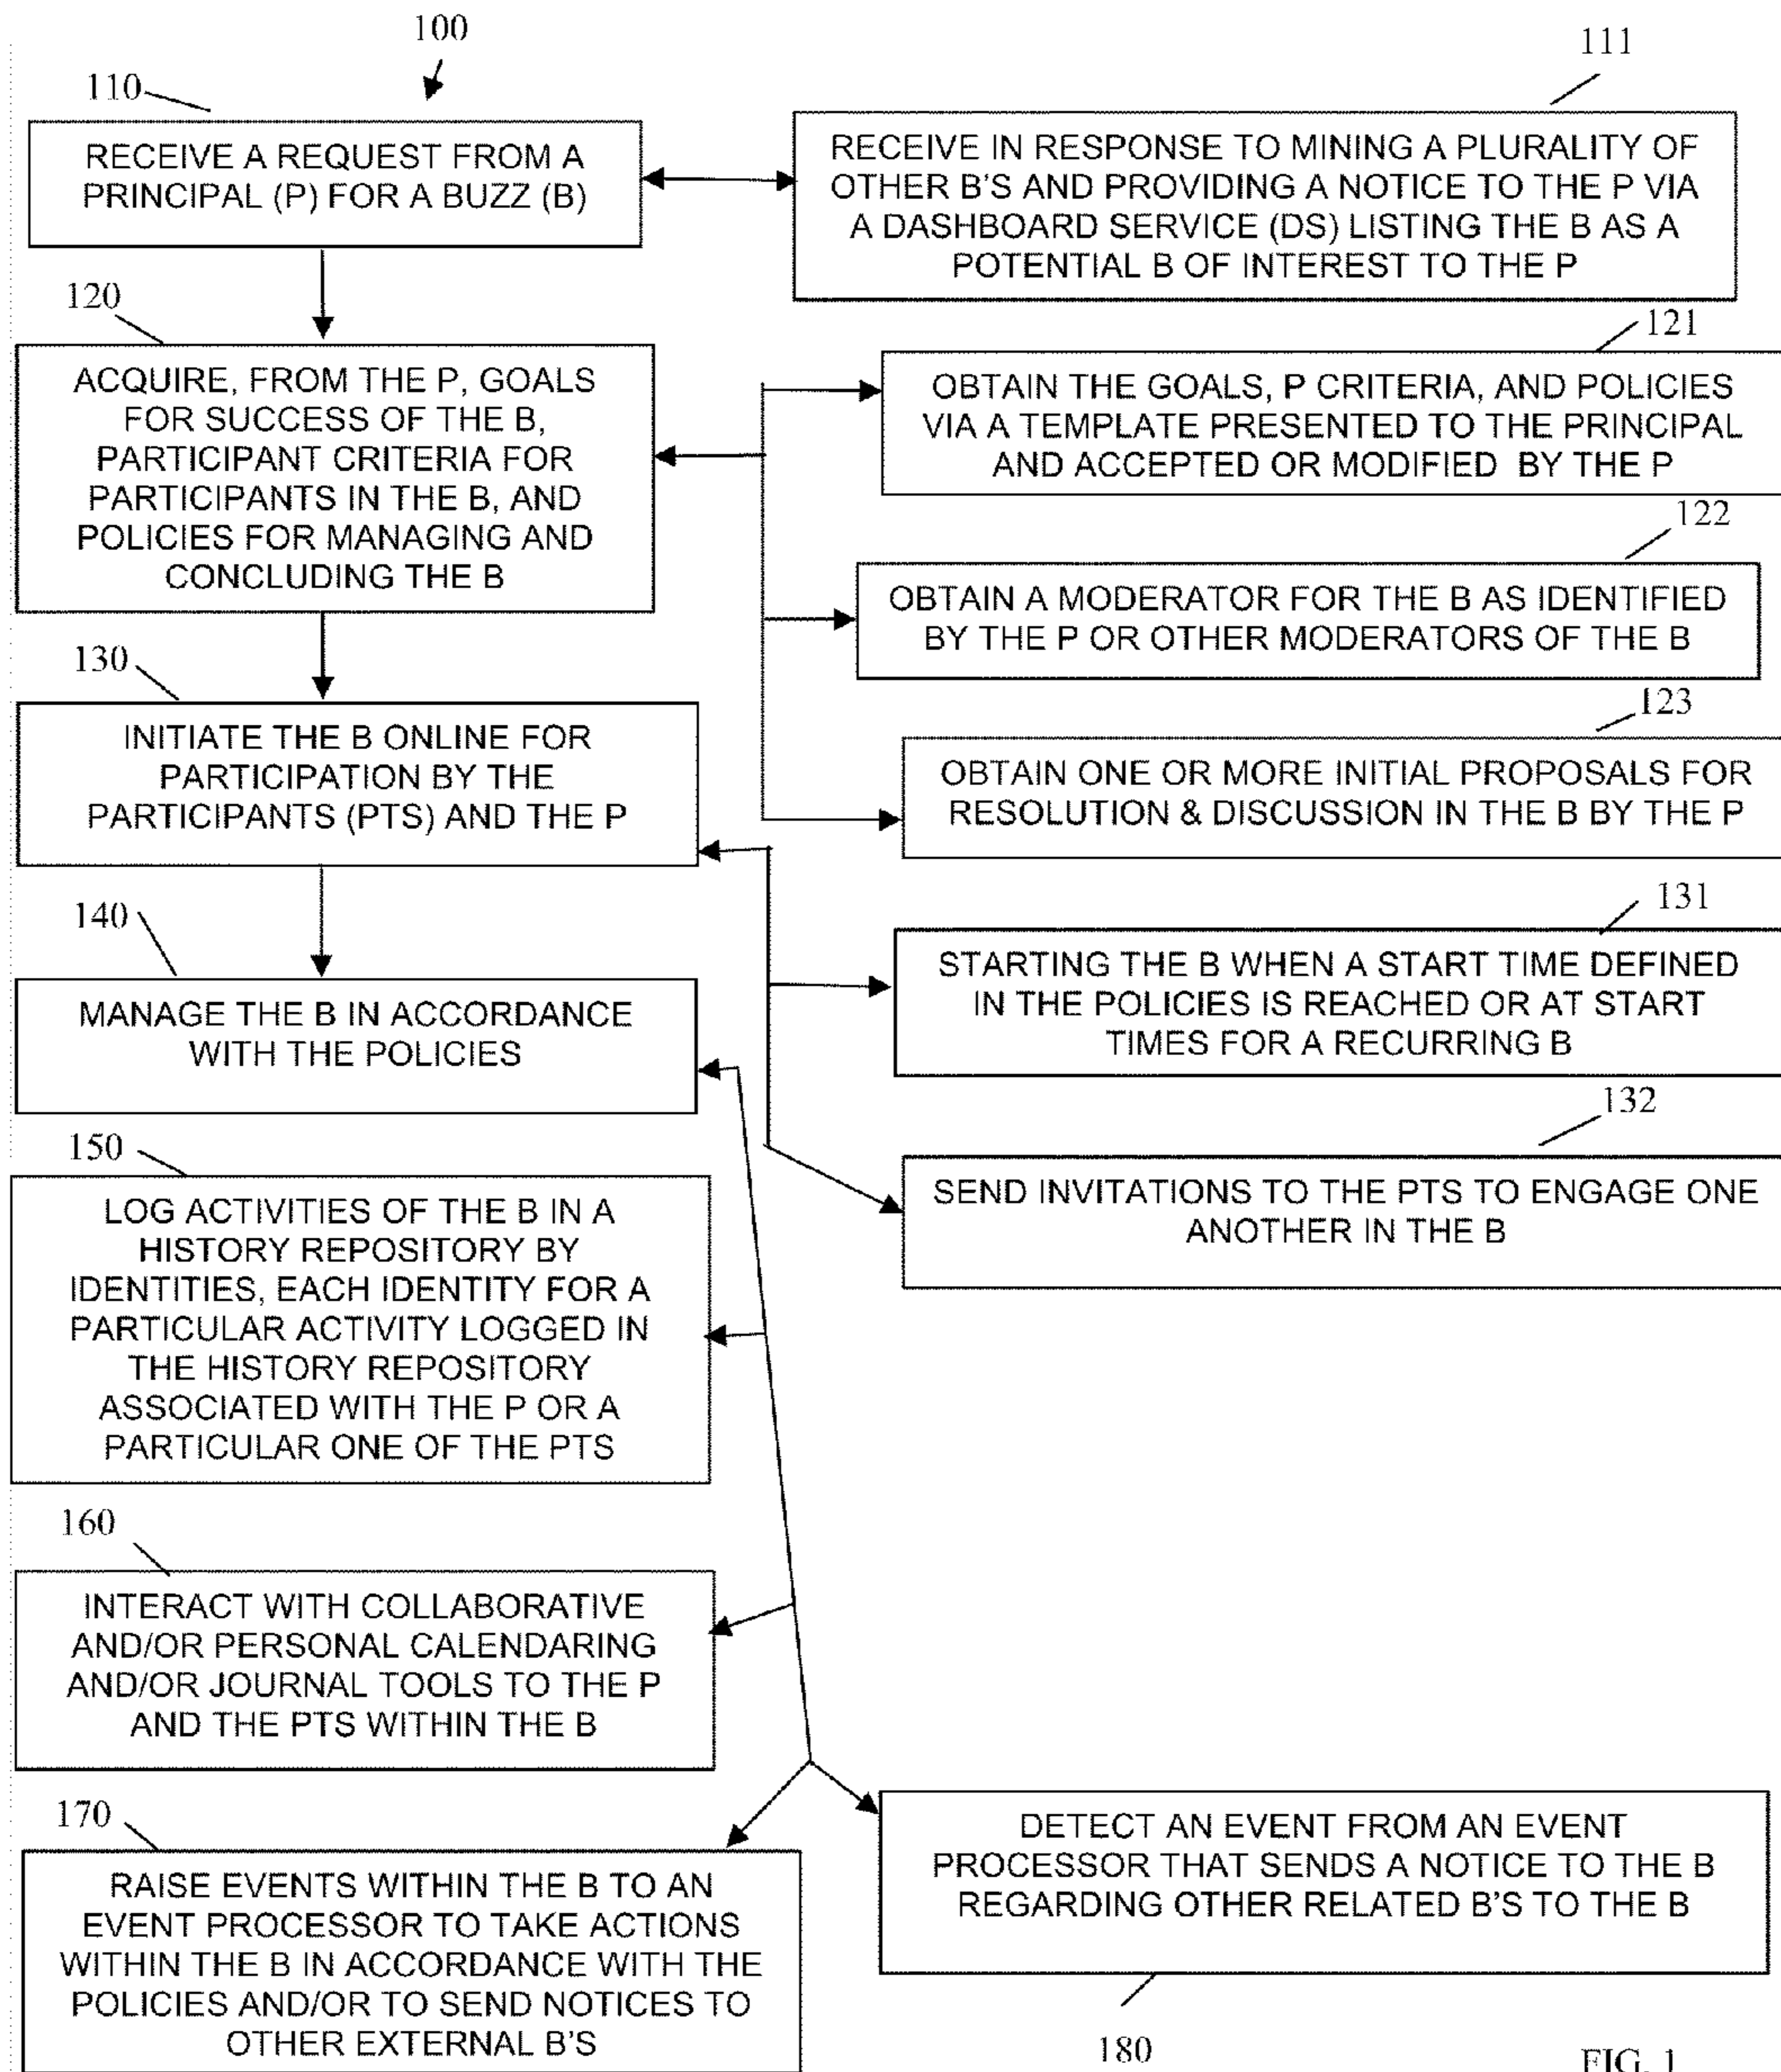 100
110
RECEIVE A REQUEST FROM A
PRINCIPAL (P) FOR A BUZZ (B)
111
RECEIVE IN RESPONSE TO MINING A PLURALITY OF
OTHER B'S AND PROVIDING A NOTICE TO THE P VIA
A DASHBOARD SERVICE (DS) LISTING THE B AS A
POTENTIAL B OF INTEREST TO THE P
120
ACQUIRE, FROM THE P, GOALS
FOR SUCCESS OF THE B,
PARTICIPANT CRITERIA FOR
PARTICIPANTS IN THE B, AND
POLICIES FOR MANAGING AND
CONCLUDING THE B
121
OBTAIN THE GOALS, P CRITERIA, AND POLICIES
VIA A TEMPLATE PRESENTED TO THE PRINCIPAL
AND ACCEPTED OR MODIFIED BY THE P
122
OBTAIN A MODERATOR FOR THE B AS IDENTIFIED
BY THE P OR OTHER MODERATORS OF THE B
123
OBTAIN ONE OR MORE INITIAL PROPOSALS FOR
RESOLUTION & DISCUSSION IN THE B BY THE P
130
INITIATE THE B ONLINE FOR
PARTICIPATION BY THE
PARTICIPANTS (PTS) AND THE P
131
STARTING THE B WHEN A START TIME DEFINED
IN THE POLICIES IS REACHED OR AT START
TIMES FOR A RECURRING B
132
SEND INVITATIONS TO THE PTS TO ENGAGE ONE
ANOTHER IN THE B
140
MANAGE THE B IN ACCORDANCE
WITH THE POLICIES
150
LOG ACTIVITIES OF THE B IN A
HISTORY REPOSITORY BY
IDENTITIES, EACH IDENTITY FOR A
PARTICULAR ACTIVITY LOGGED IN
THE HISTORY REPOSITORY
ASSOCIATED WITH THE P OR A
PARTICULAR ONE OF THE PTS
160
INTERACT WITH COLLABORATIVE
AND/OR PERSONAL CALENDARING
AND/OR JOURNAL TOOLS TO THE P
AND THE PTS WITHIN THE B
170
RAISE EVENTS WITHIN THE B TO AN
EVENT PROCESSOR TO TAKE ACTIONS
WITHIN THE B IN ACCORDANCE WITH THE
POLICIES AND/OR TO SEND NOTICES TO
OTHER EXTERNAL B'S
DETECT AN EVENT FROM AN EVENT
PROCESSOR THAT SENDS A NOTICE TO THE B
REGARDING OTHER RELATED B'S TO THE B
180
FIG. 1